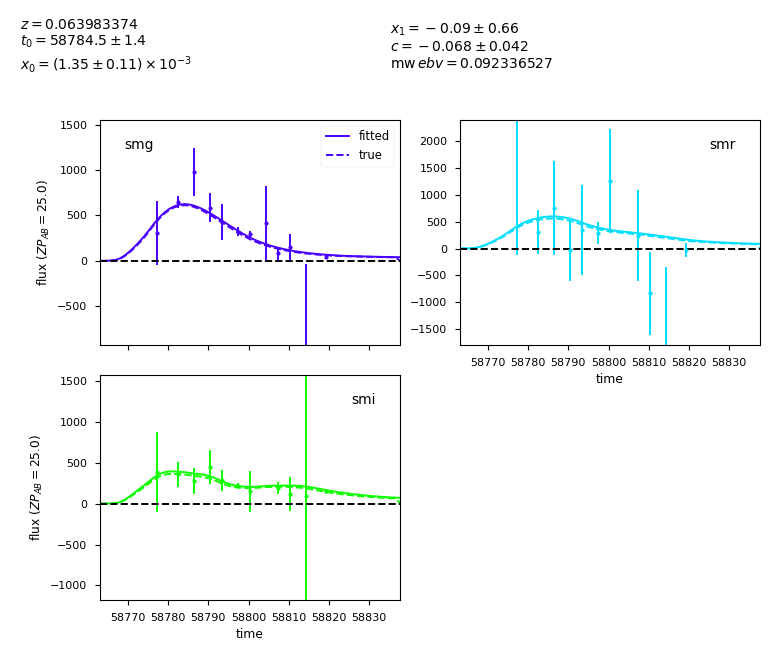 z = 0.063983374
t₀ = 58784.5 ± 1.4
x₀ = (1.35 ± 0.11) × 10⁻³
x₁ = −0.09 ± 0.66
c = −0.068 ± 0.042
mw ebv = 0.092336527
smg
fitted
true
flux (ZP_AB = 25.0)
1500
1000
500
0
−500
smr
2000
1500
1000
500
0
−500
−1000
−1500
58770 58780 58790 58800 58810 58820 58830
time
smi
flux (ZP_AB = 25.0)
1500
1000
500
0
−500
−1000
58770 58780 58790 58800 58810 58820 58830
time